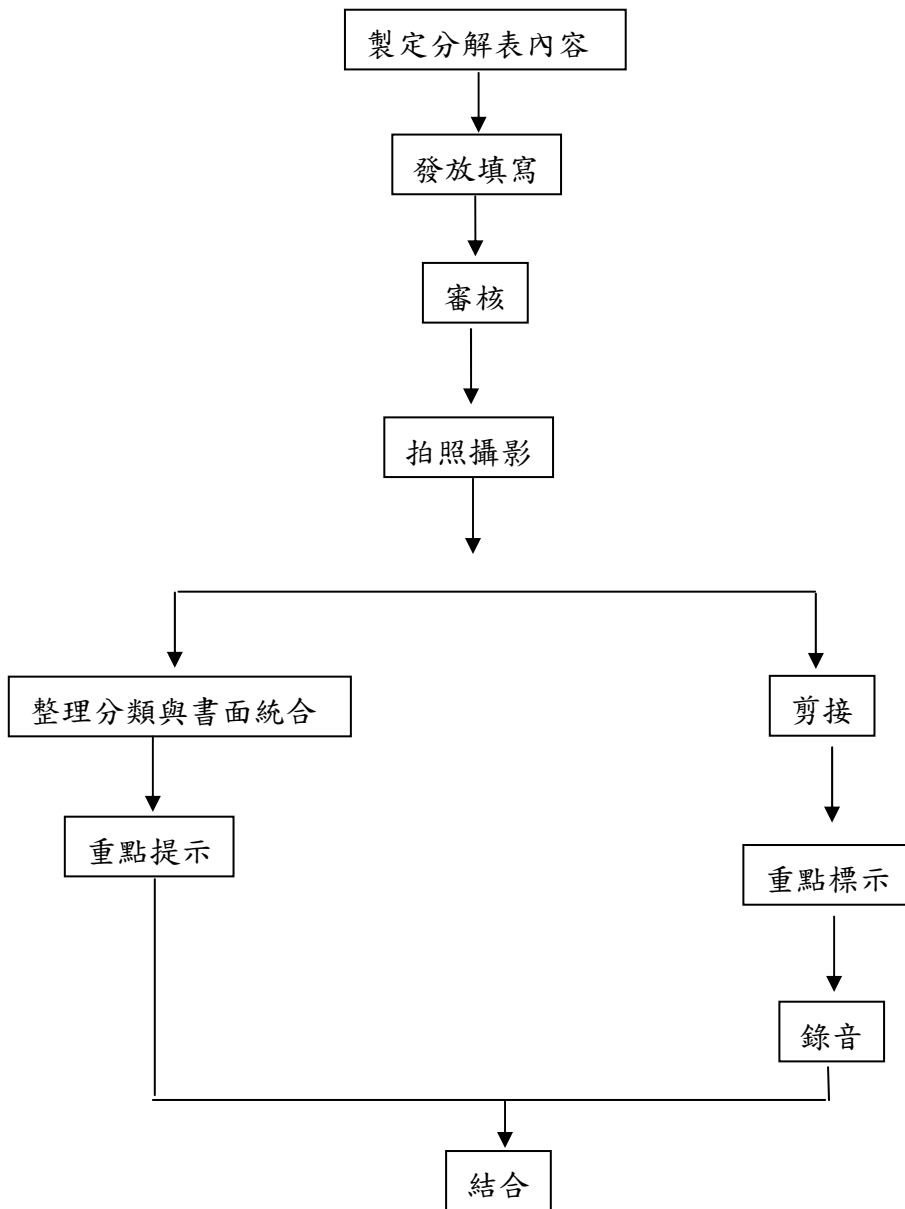 製定分解表內容
發放填寫
審核
拍照攝影
整理分類與書面統合
剪接
重點提示
重點標示
錄音
結合